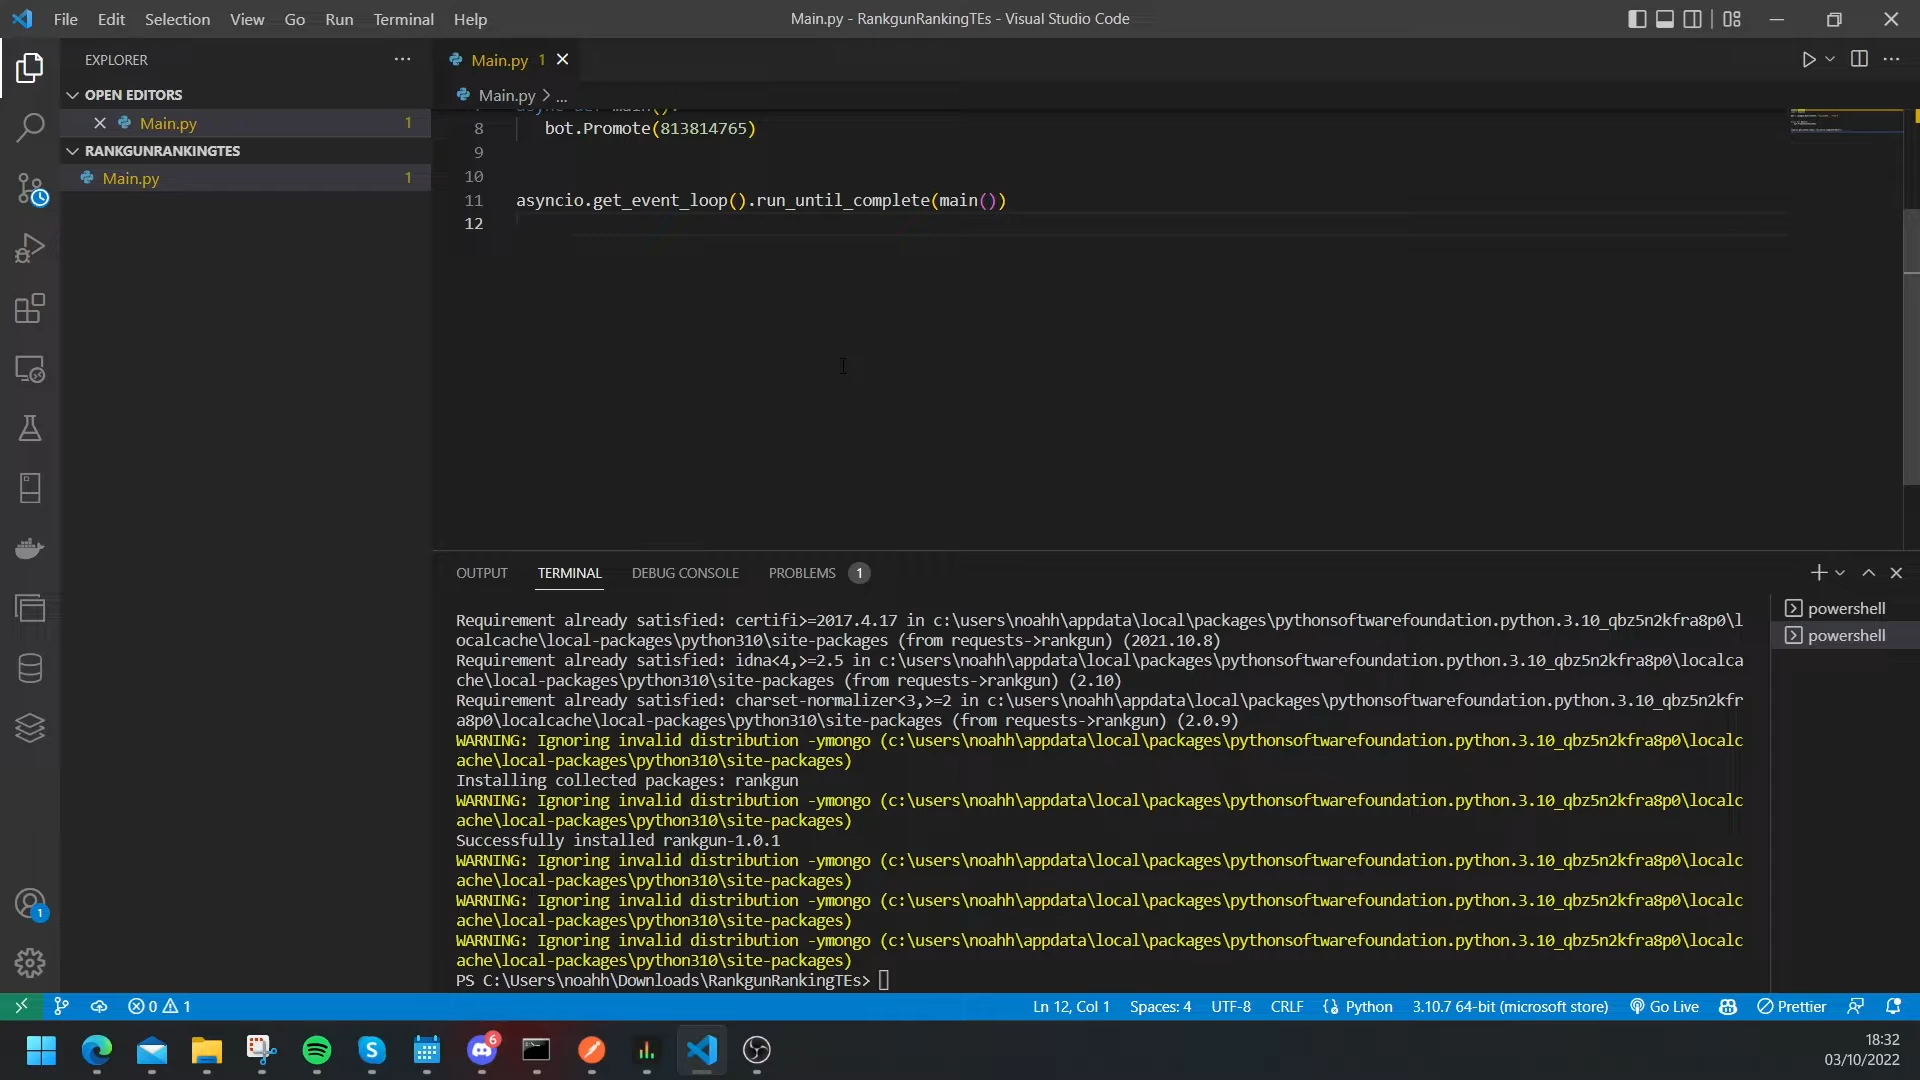 File Edit Selection View Go Run Terminal Help
Main.py - RankgunRankingTEs - Visual Studio Code
EXPLORER
OPEN EDITORS
Main.py 1
RANKGUNRANKINGTES
Main.py 1
Main.py 1
Main.py > ...
8 bot.Promote(813814765)
9
10
11 asyncio.get_event_loop().run_until_complete(main())
12
OUTPUT TERMINAL DEBUG CONSOLE PROBLEMS 1
powershell
powershell
Requirement already satisfied: certifi>=2017.4.17 in c:\users\noahh\appdata\local\packages\pythonsoftwarefoundation.python.3.10_qbz5n2kfra8p0\l
ocalcache\local-packages\python310\site-packages (from requests->rankgun) (2021.10.8)
Requirement already satisfied: idna<4,>=2.5 in c:\users\noahh\appdata\local\packages\pythonsoftwarefoundation.python.3.10_qbz5n2kfra8p0\localca
che\local-packages\python310\site-packages (from requests->rankgun) (2.10)
Requirement already satisfied: charset-normalizer<3,>=2 in c:\users\noahh\appdata\local\packages\pythonsoftwarefoundation.python.3.10_qbz5n2kfr
a8p0\localcache\local-packages\python310\site-packages (from requests->rankgun) (2.0.9)
WARNING: Ignoring invalid distribution -ymongo (c:\users\noahh\appdata\local\packages\pythonsoftwarefoundation.python.3.10_qbz5n2kfra8p0\localc
ache\local-packages\python310\site-packages)
Installing collected packages: rankgun
WARNING: Ignoring invalid distribution -ymongo (c:\users\noahh\appdata\local\packages\pythonsoftwarefoundation.python.3.10_qbz5n2kfra8p0\localc
ache\local-packages\python310\site-packages)
Successfully installed rankgun-1.0.1
WARNING: Ignoring invalid distribution -ymongo (c:\users\noahh\appdata\local\packages\pythonsoftwarefoundation.python.3.10_qbz5n2kfra8p0\localc
ache\local-packages\python310\site-packages)
WARNING: Ignoring invalid distribution -ymongo (c:\users\noahh\appdata\local\packages\pythonsoftwarefoundation.python.3.10_qbz5n2kfra8p0\localc
ache\local-packages\python310\site-packages)
WARNING: Ignoring invalid distribution -ymongo (c:\users\noahh\appdata\local\packages\pythonsoftwarefoundation.python.3.10_qbz5n2kfra8p0\localc
ache\local-packages\python310\site-packages)
PS C:\Users\noahh\Downloads\RankgunRankingTEs>
1
0 1 Ln 12, Col 1 Spaces: 4 UTF-8 CRLF Python 3.10.7 64-bit (microsoft store) Go Live Prettier
6
18:32
03/10/2022